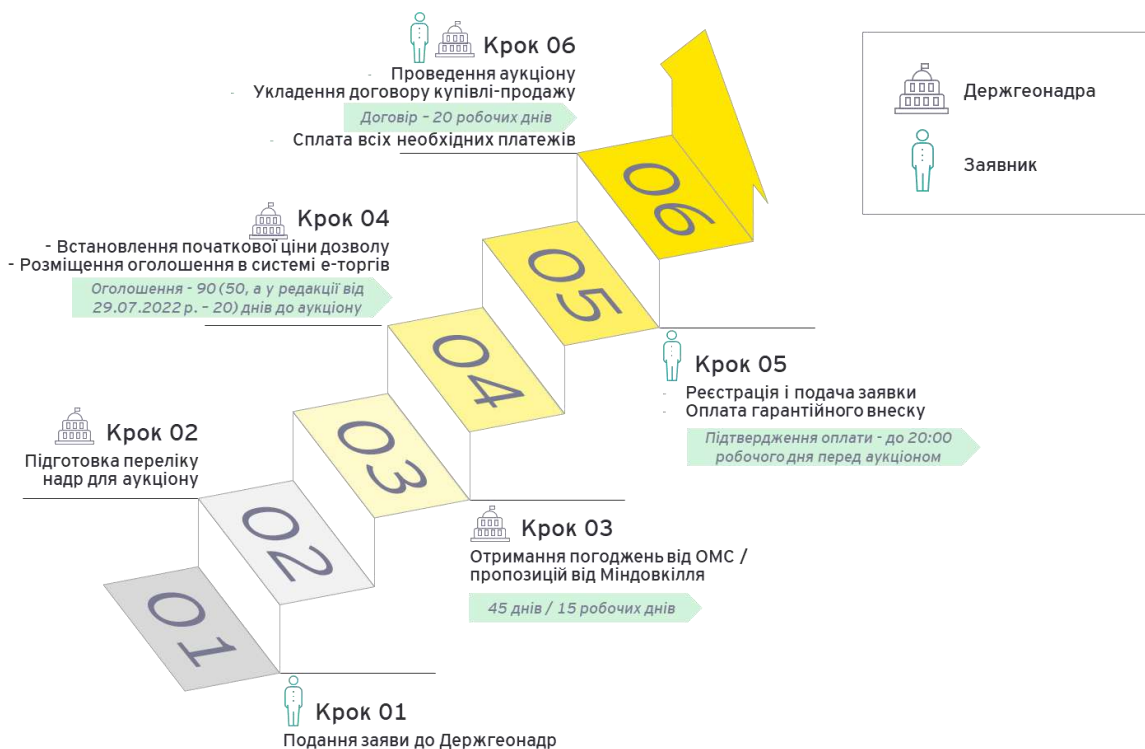 Крок 06
- Проведення аукціону
- Укладення договору купівлі-продажу
Договір – 20 робочих днів
- Сплата всіх необхідних платежів
Держгеонадра
Заявник
06
Крок 04
- Встановлення початкової ціни дозволу
- Розміщення оголошення в системі е-торгів
Оголошення - 90 (50, а у редакції від
29.07.2022 р. – 20) днів до аукціону
05
Крок 05
- Реєстрація і подача заявки
- Оплата гарантійного внеску
Підтвердження оплати - до 20:00
робочого дня перед аукціоном
04
Крок 02
Підготовка переліку
надр для аукціону
03
Крок 03
Отримання погоджень від ОМС /
пропозицій від Міндовкілля
45 днів / 15 робочих днів
02
01
Крок 01
Подання заяви до Держгеонадр